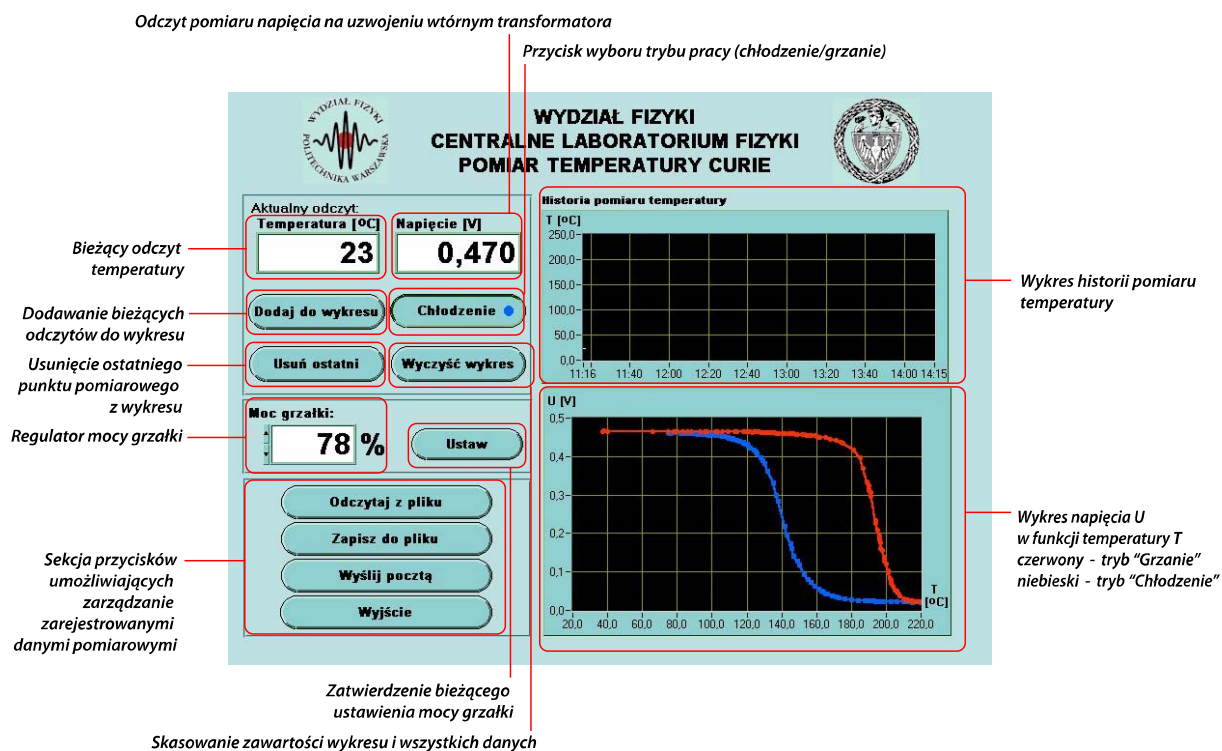 Odczyt pomiaru napięcia na uzwojeniu wtórnym transformatora
Przycisk wyboru trybu pracy (chłodzenie/grzanie)
WYDZIAŁ FIZYKI
POLITECHNIKA WARSZAWSKA
WYDZIAŁ FIZYKI
CENTRALNE LABORATORIUM FIZYKI
POMIAR TEMPERATURY CURIE
Aktualny odczyt:
Temperatura [ºC]
Napięcie [V]
23
0,470
Bieżący odczyt
temperatury
Dodaj do wykresu
Chłodzenie
Dodawanie bieżących
odczytów do wykresu
Usuń ostatni
Wyczyść wykres
Usunięcie ostatniego
punktu pomiarowego
z wykresu
Moc grzałki:
78 %
Ustaw
Regulator mocy grzałki
Odczytaj z pliku
Zapisz do pliku
Wyślij pocztą
Wyjście
Sekcja przycisków
umożliwiających
zarządzanie
zarejestrowanymi
danymi pomiarowymi
Historia pomiaru temperatury
T [ºC]
250,0
200,0
150,0
100,0
50,0
0,0
11:16 11:40 12:00 12:20 12:40 13:00 13:20 13:40 14:00 14:15
Wykres historii pomiaru
temperatury
U [V]
0,5
0,4
0,3
0,2
0,1
0,0
T
[ºC]
20,0 40,0 60,0 80,0 100,0 120,0 140,0 160,0 180,0 200,0 220,0
Wykres napięcia U
w funkcji temperatury T
czerwony - tryb “Grzanie”
niebieski - tryb “Chłodzenie”
Zatwierdzenie bieżącego
ustawienia mocy grzałki
Skasowanie zawartości wykresu i wszystkich danych